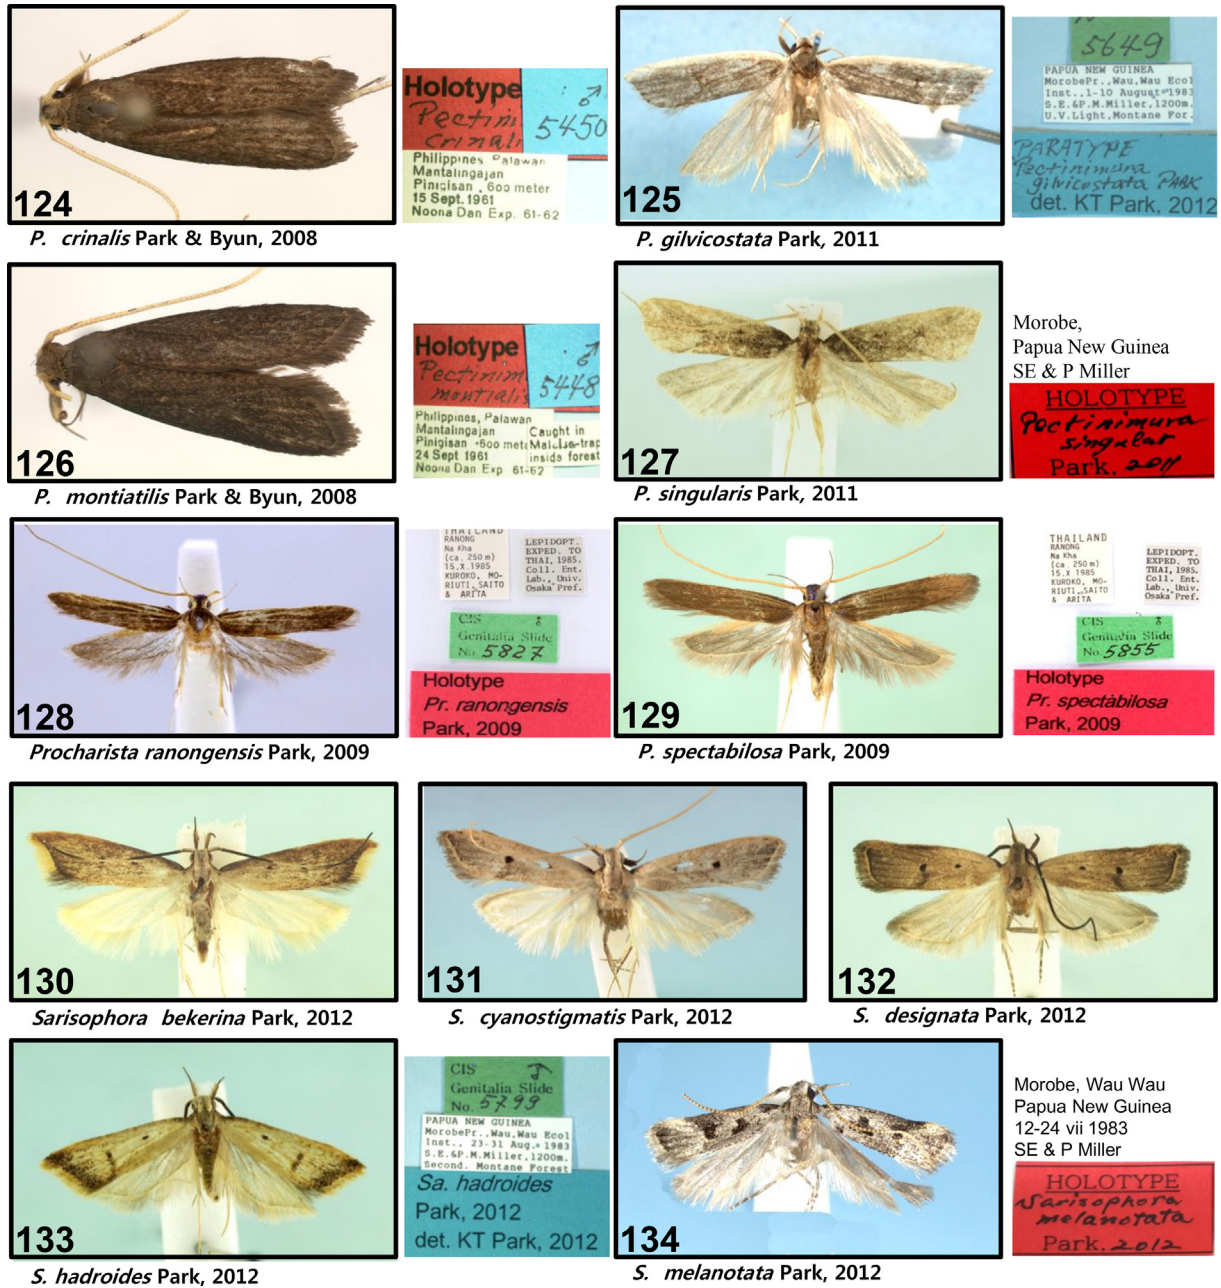 124
Holotype
Pectinim
crinali
♂
5450
Philippines, Palawan
Mantalingajan
Pinigisan, 600 meter
15 Sept. 1961
Noona Dan Exp. 61-62
P. crinalis Park & Byun, 2008
125
5649
PAPUA NEW GUINEA
MorobePr.,Wau,Wau Ecol
Inst.,1-10 August 1983
S.E.&P.M.Miller,1200m.
U.V.Light,Montane For.
PARATYPE
Pectinimura
gilvicostata PARK
det. KT Park, 2012
P. gilvicostata Park, 2011
126
Holotype
Pectinim
montialis
♂
5448
Philippines, Palawan
Mantalingajan
Pinigisan 600 mete
24 Sept 1961
Noona Dan Exp 61-62
Caught in
Malaise-trap
inside forest
P. montiatilis Park & Byun, 2008
127
Morobe,
Papua New Guinea
SE & P Miller
HOLOTYPE
Pectinimura
singular
Park. 2011
P. singularis Park, 2011
128
THAILAND
RANONG
Na Kha
(ca. 250 m)
15.X.1985
KUROKO, MO-
RIUTI, SAITO
& ARITA
LEPIDOPT.
EXPED. TO
THAI, 1985.
Coll. Ent.
Lab., Univ.
Osaka Pref.
CIS ♂
Genitalia Slide
No. 5827
Holotype
Pr. ranongensis
Park, 2009
Procharista ranongensis Park, 2009
129
THAILAND
RANONG
Na Kha
(ca. 250 m)
15.X.1985
KUROKO, MO-
RIUTI, SAITO
& ARITA
LEPIDOPT.
EXPED. TO
THAI, 1985.
Coll. Ent.
Lab., Univ.
Osaka Pref.
CIS ♂
Genitalia Slide
No. 5855
Holotype
Pr. spectabilosa
Park, 2009
P. spectabilosa Park, 2009
130
Sarisophora bekerina Park, 2012
131
S. cyanostigmatis Park, 2012
132
S. designata Park, 2012
133
CIS ♂
Genitalia Slide
No. 5799
PAPUA NEW GUINEA
MorobePr.,Wau,Wau Ecol
Inst., 23-31 Aug. 1983
S.E.&P.M.Miller,1200m.
Second. Montane Forest
Sa. hadroides
Park, 2012
det. KT Park, 2012
S. hadroides Park, 2012
134
Morobe, Wau Wau
Papua New Guinea
12-24 vii 1983
SE & P Miller
HOLOTYPE
Sarisophora
melanotata
Park. 2012
S. melanotata Park, 2012